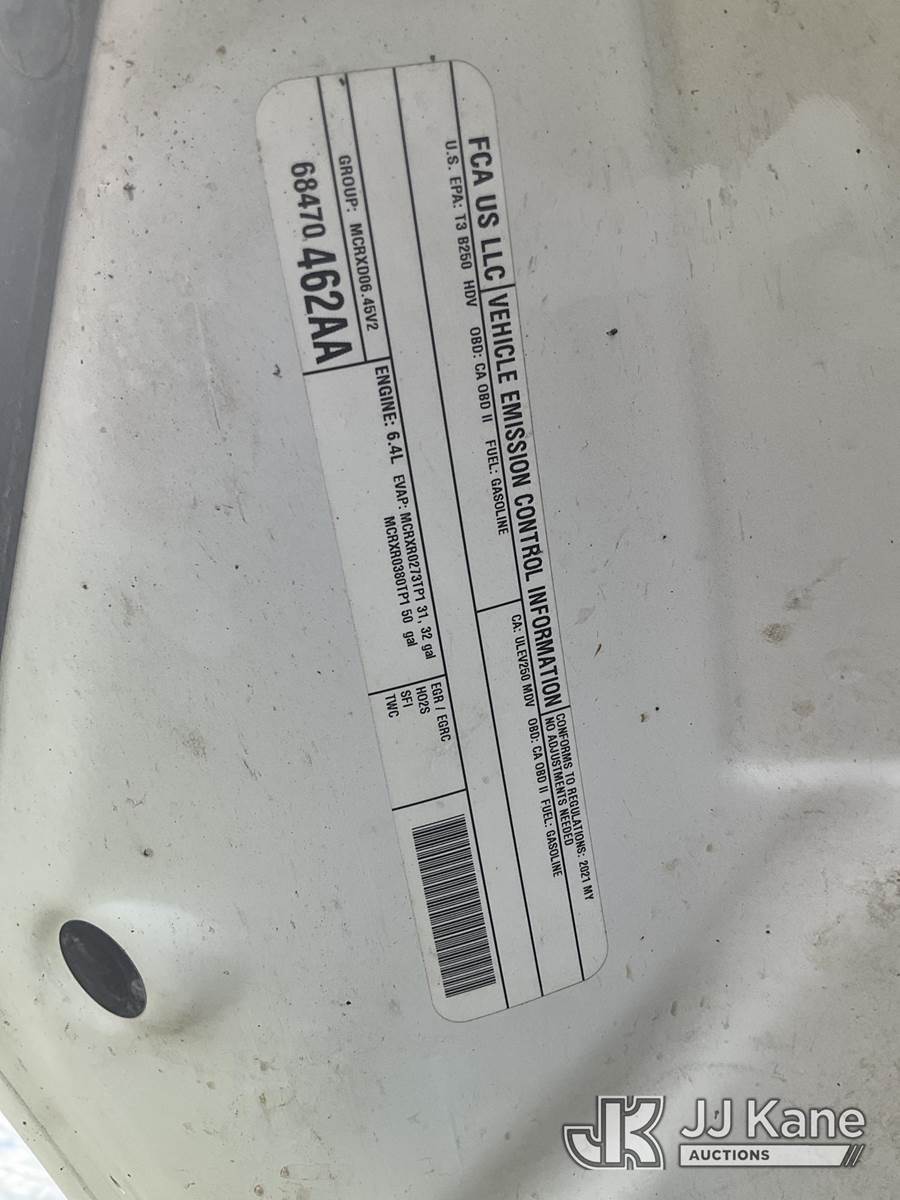 FCA US LLC VEHICLE EMISSION CONTROL INFORMATION
CONFORMS TO REGULATIONS: 2021 MY
NO ADJUSTMENTS NEEDED
U.S. EPA: T3 B250 HDV OBD: CA OBD II FUEL: GASOLINE
CA: ULEV250 MDV OBD: CA OBD II FUEL: GASOLINE
GROUP: MCRXD06.45V2
ENGINE: 6.4L EVAP: MCRXR0273TP1 31, 32 gal
MCRXR0380TP1 50 gal
EGR / EGRC
HO2S
SFI
TWC
68470 462AA
JK JJ Kane
AUCTIONS